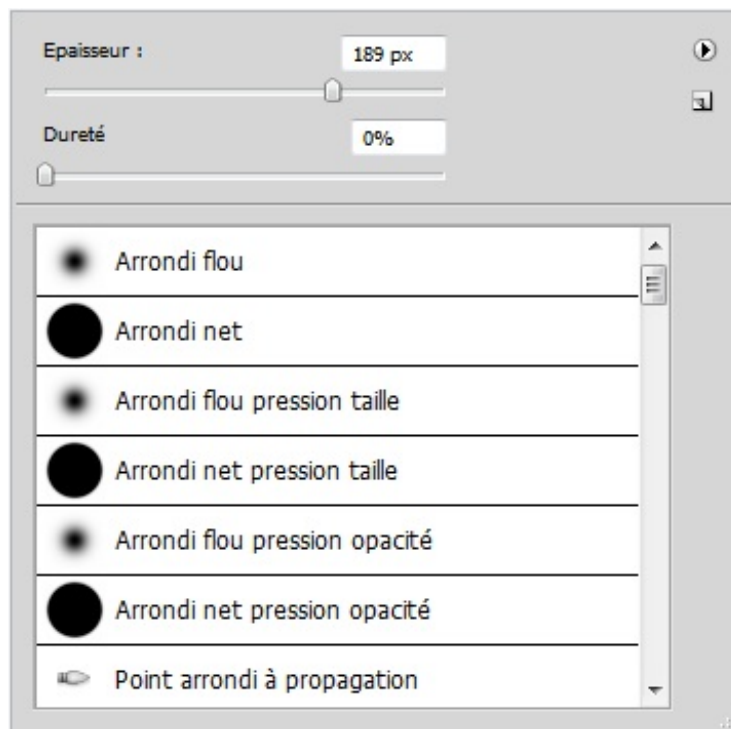 Epaisseur : 189 px
Dureté 0%
Arrondi flou
Arrondi net
Arrondi flou pression taille
Arrondi net pression taille
Arrondi flou pression opacité
Arrondi net pression opacité
Point arrondi à propagation